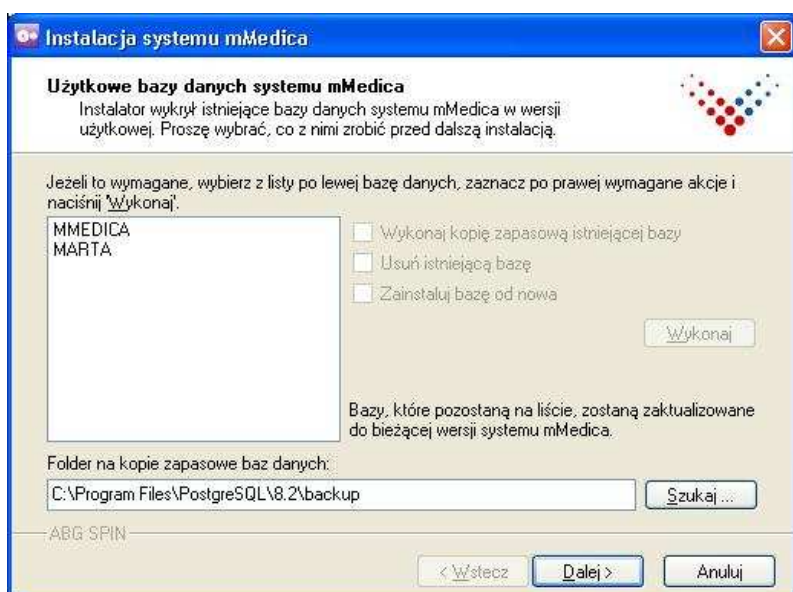 Instalacja systemu mMedica
Użytkowe bazy danych systemu mMedica
Instalator wykrył istniejące bazy danych systemu mMedica w wersji
użytkowej. Proszę wybrać, co z nimi zrobić przed dalszą instalacją.
Jeżeli to wymagane, wybierz z listy po lewej bazę danych, zaznacz po prawej wymagane akcje i
naciśnij 'Wykonaj'.
MMEDICA
MARTA
Wykonaj kopię zapasową istniejącej bazy
Usuń istniejącą bazę
Zainstaluj bazę od nowa
Wykonaj
Bazy, które pozostaną na liście, zostaną zaktualizowane
do bieżącej wersji systemu mMedica.
Folder na kopie zapasowe baz danych:
C:\Program Files\PostgreSQL\8.2\backup
Szukaj ...
ABG SPIN
< Wstecz
Dalej >
Anuluj